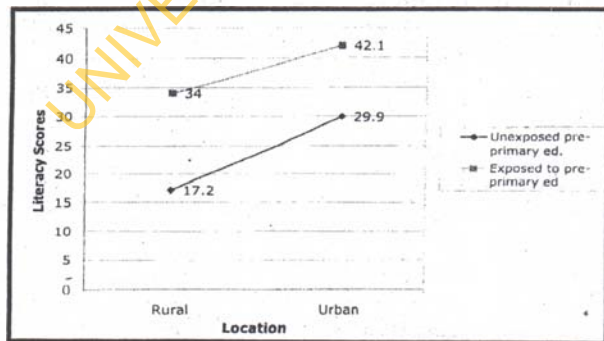 UNIVE
45
40
35
30
25
20
15
10
5
0
Literacy Scores
42.1
34
29.9
17.2
Rural Urban
Location
Unexposed pre-
primary ed.
Exposed to pre-
primary ed